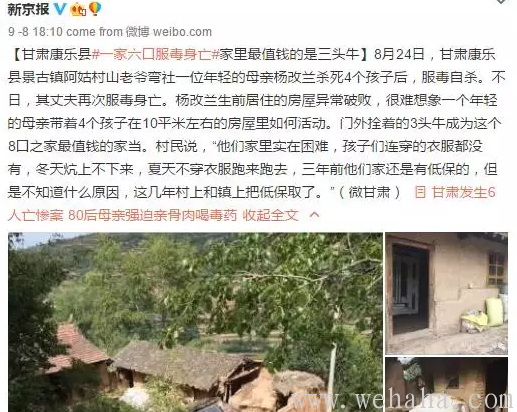 新京报
9 -8 18:10 come from 微博 weibo.com
【甘肃康乐县#一家六口服毒身亡#家里最值钱的是三头牛】8月24日，甘肃康乐
县景古镇阿姑村山老爷弯社一位年轻的母亲杨改兰杀死4个孩子后，服毒自杀。不
日，其丈夫再次服毒身亡。杨改兰生前居住的房屋异常破败，很难想象一个年轻
的母亲带着4个孩子在10平米左右的房屋里如何活动。门外拴着的3头牛成为这个
8口之家最值钱的家当。村民说，“他们家里实在困难，孩子们连穿的衣服都没
有，冬天炕上不下来，夏天不穿衣服跑来跑去，三年前他们家还是有低保的，但
是不知道什么原因，这几年村上和镇上把低保取了。”（微甘肃） 甘肃发生6
人亡惨案 80后母亲强迫亲骨肉喝毒药 收起全文
www.wehaha.com